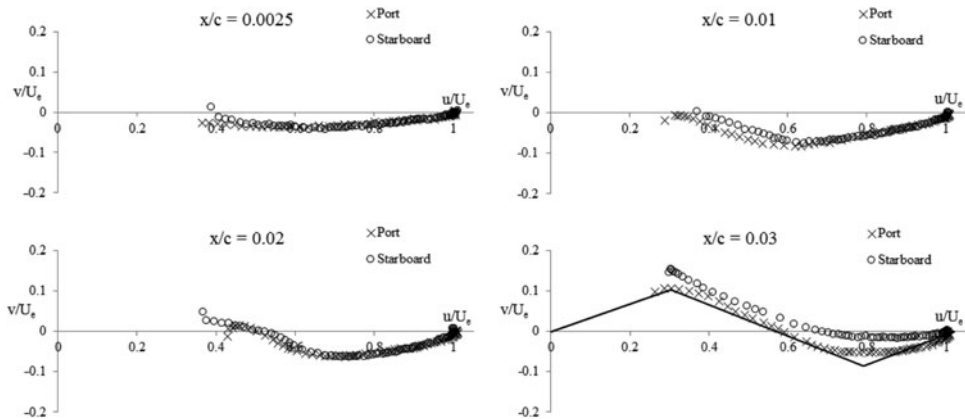 x/c = 0.0025
×Port
○Starboard
v/Uₑ
u/Uₑ
0.2
0.1
0
-0.1
-0.2
0
0.2
0.4
0.6
0.8
1
x/c = 0.01
×Port
○Starboard
v/Uₑ
u/Uₑ
0.2
0.1
0
-0.1
-0.2
0
0.2
0.4
0.6
0.8
1
x/c = 0.02
×Port
○Starboard
v/Uₑ
u/Uₑ
0.2
0.1
0
-0.1
-0.2
0
0.2
0.4
0.6
0.8
1
x/c = 0.03
×Port
○Starboard
v/Uₑ
u/Uₑ
0.2
0.1
0
-0.1
-0.2
0
0.2
0.4
0.6
0.8
1